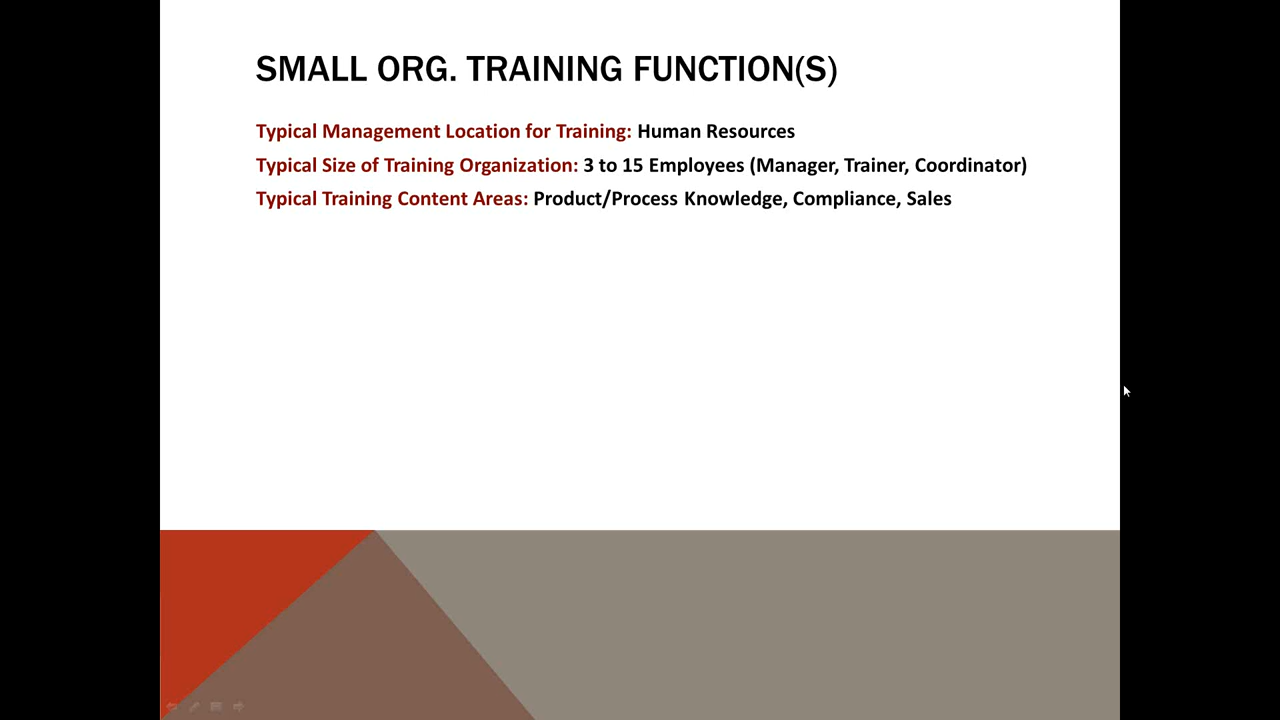 SMALL ORG. TRAINING FUNCTION(S)
Typical Management Location for Training: Human Resources
Typical Size of Training Organization: 3 to 15 Employees (Manager, Trainer, Coordinator)
Typical Training Content Areas: Product/Process Knowledge, Compliance, Sales